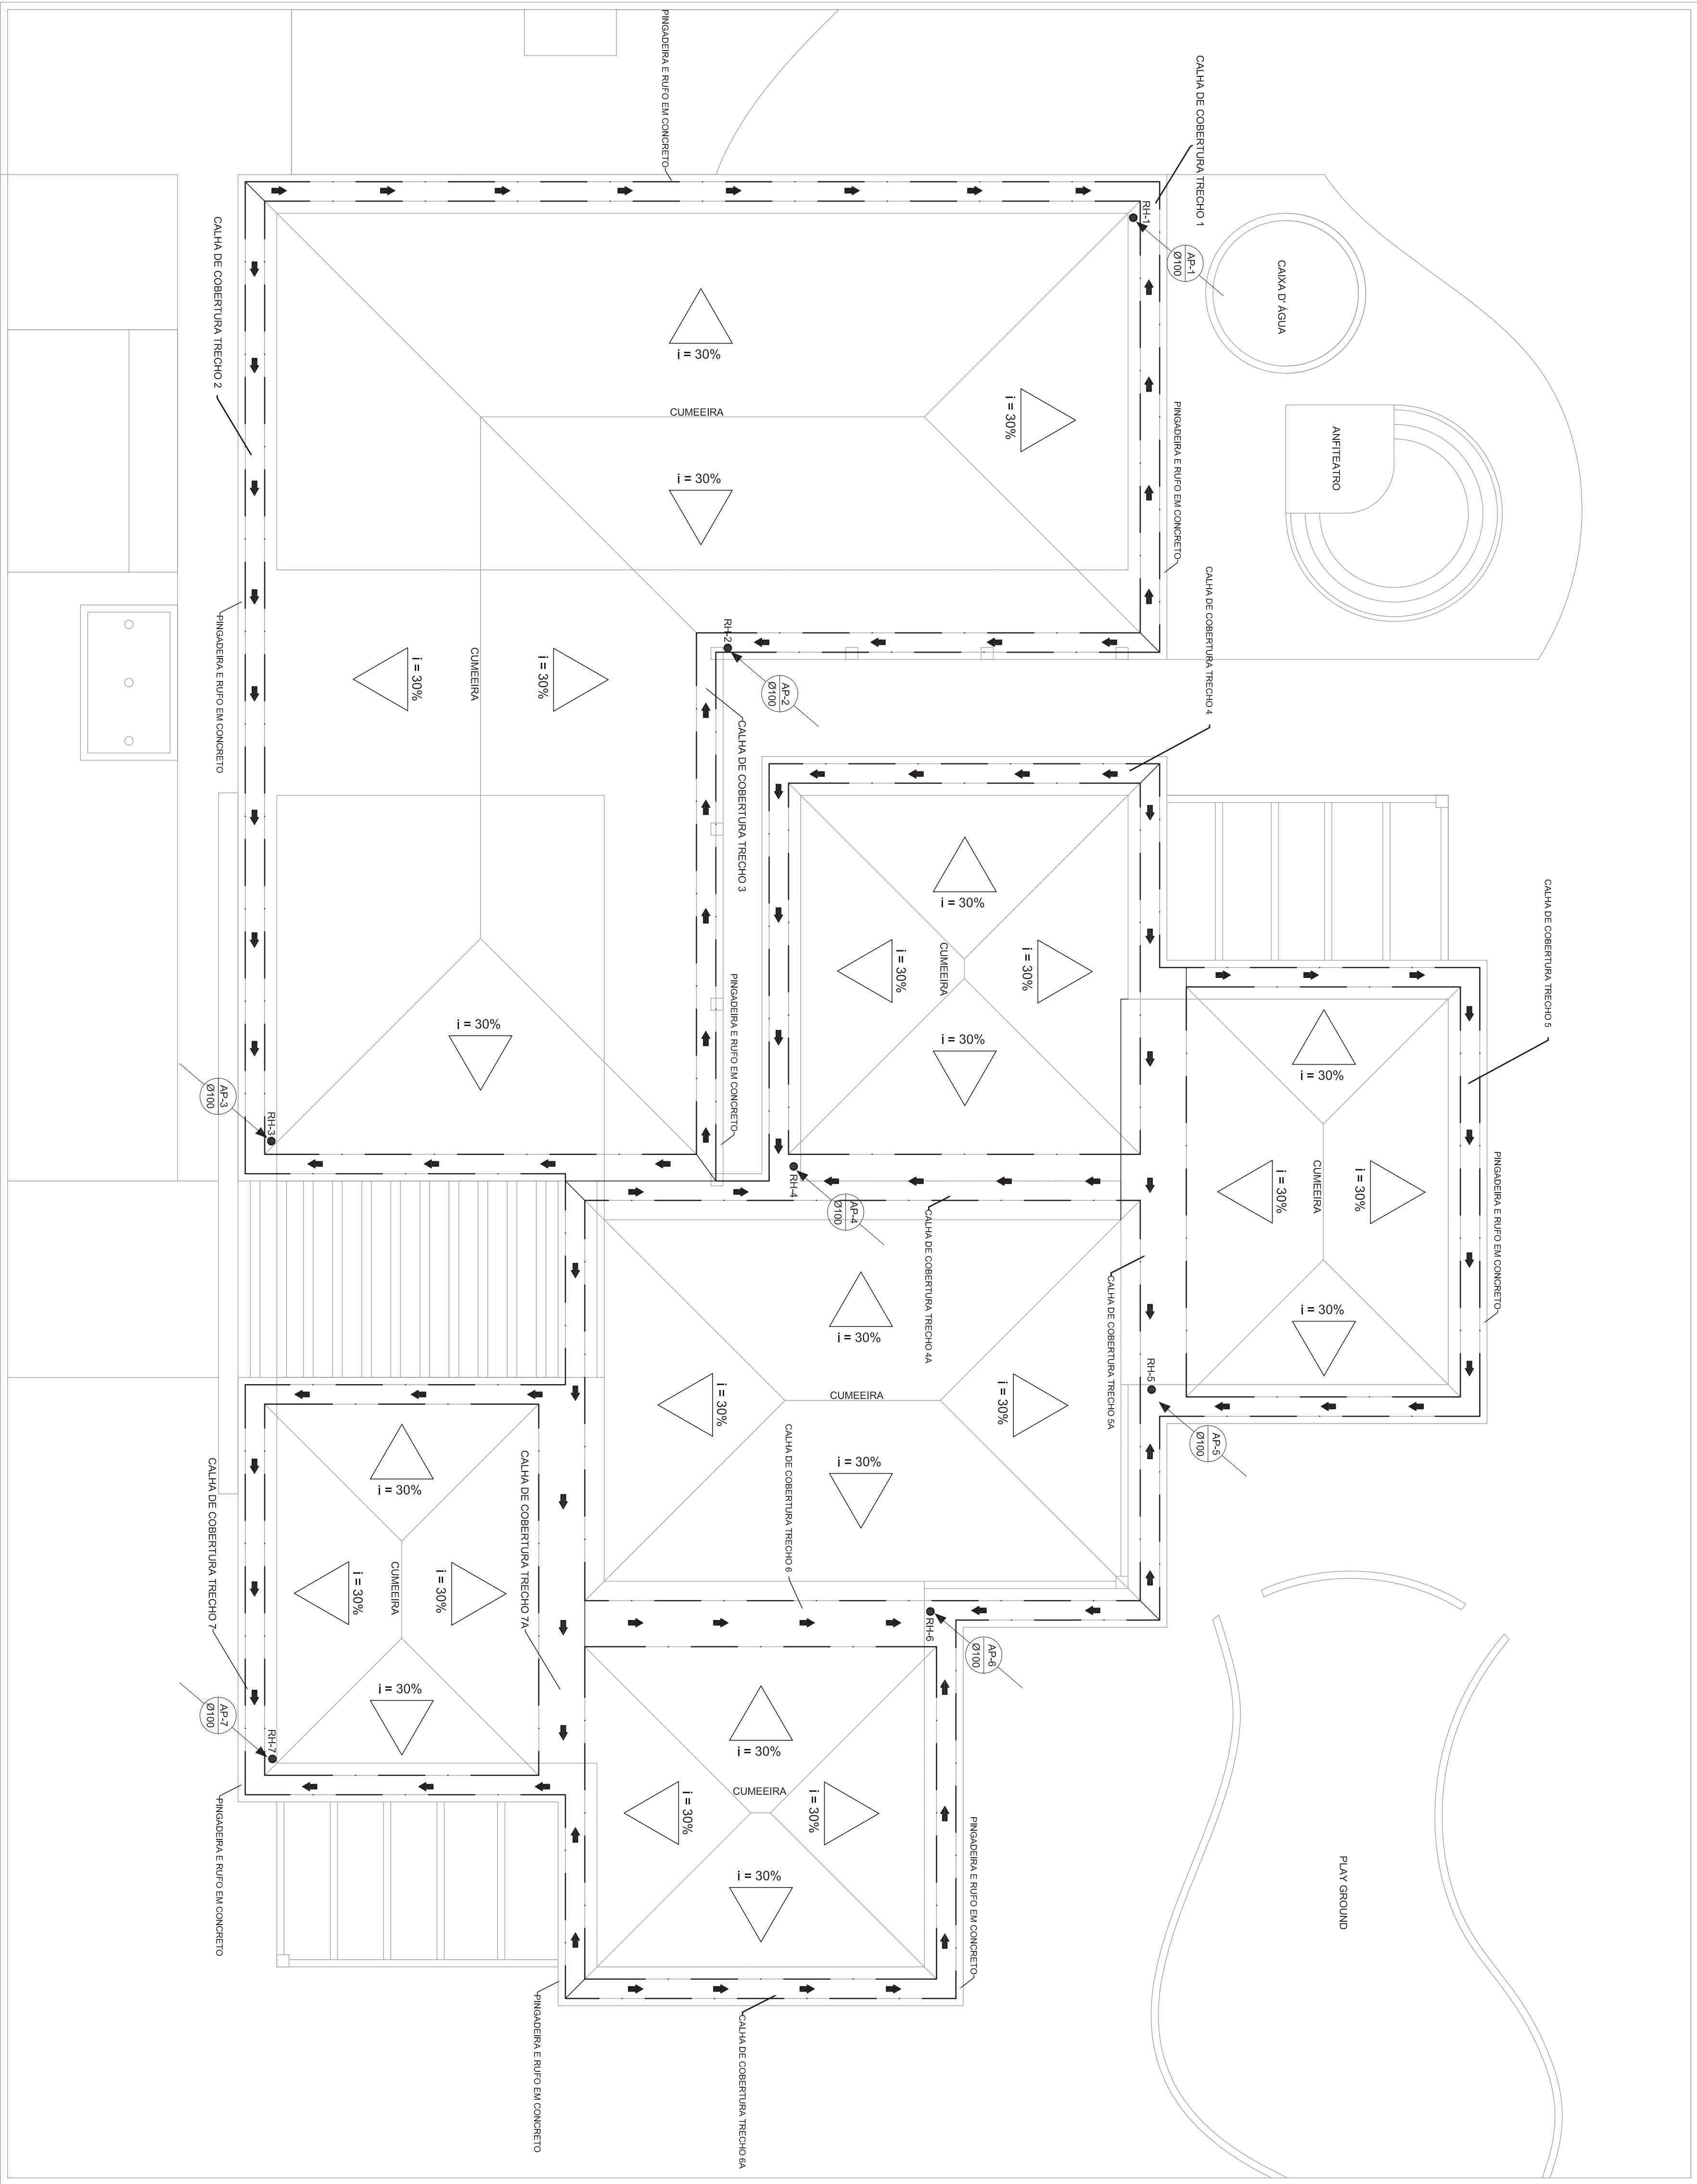 PINGADEIRA E RUFO EM CONCRETO
CALHA DE COBERTURA TRECHO 1
RH-1
AP-1
Ø100
CAIXA D' ÁGUA
CALHA DE COBERTURA TRECHO 2
i = 30%
CUMEEIRA
i = 30%
i = 30%
PINGADEIRA E RUFO EM CONCRETO
ANFITEATRO
CALHA DE COBERTURA TRECHO 4
PINGADEIRA E RUFO EM CONCRETO
RH-2
AP-2
Ø100
i = 30%
CUMEEIRA
i = 30%
CALHA DE COBERTURA TRECHO 3
i = 30%
i = 30%
CUMEEIRA
i = 30%
i = 30%
CALHA DE COBERTURA TRECHO 5
PINGADEIRA E RUFO EM CONCRETO
i = 30%
AP-3
Ø100
RH-3
RH-4
AP-4
Ø100
i = 30%
i = 30%
CUMEEIRA
i = 30%
i = 30%
PINGADEIRA E RUFO EM CONCRETO
CALHA DE COBERTURA TRECHO 4A
CALHA DE COBERTURA TRECHO 5A
i = 30%
i = 30%
CUMEEIRA
i = 30%
i = 30%
RH-5
AP-5
Ø100
CALHA DE COBERTURA TRECHO 6
CALHA DE COBERTURA TRECHO 7
CALHA DE COBERTURA TRECHO 7A
i = 30%
i = 30%
CUMEEIRA
i = 30%
i = 30%
RH-6
AP-6
Ø100
AP-7
Ø100
RH-7
i = 30%
CUMEEIRA
i = 30%
i = 30%
i = 30%
PINGADEIRA E RUFO EM CONCRETO
PINGADEIRA E RUFO EM CONCRETO
PLAY GROUND
PINGADEIRA E RUFO EM CONCRETO
CALHA DE COBERTURA TRECHO 6A